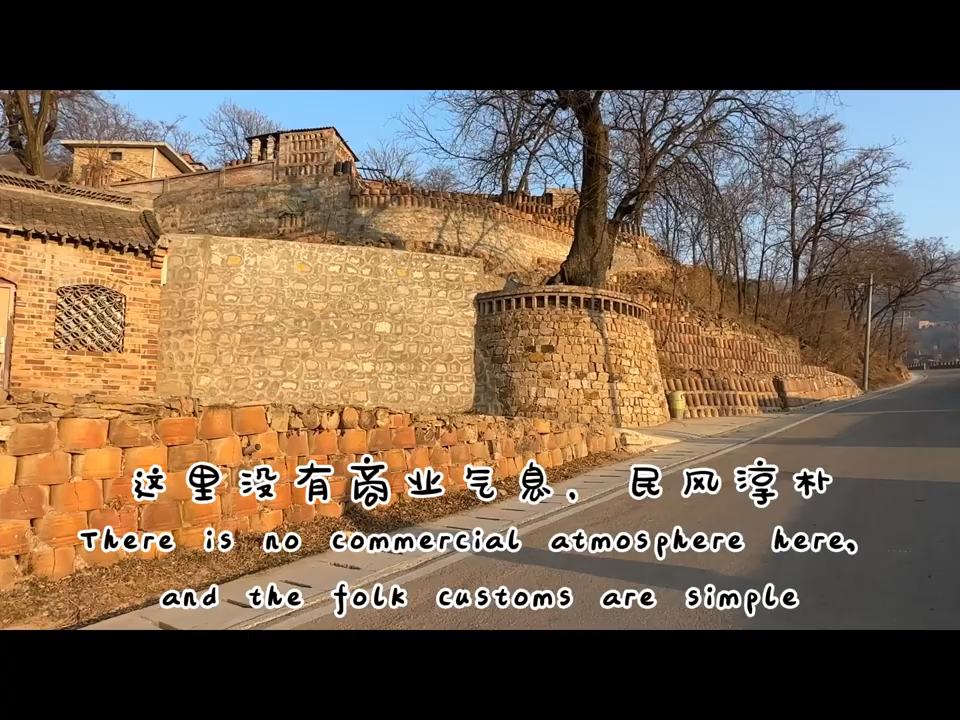 这里没有商业气息，民风淳朴
There is no commercial atmosphere here,
and the folk customs are simple